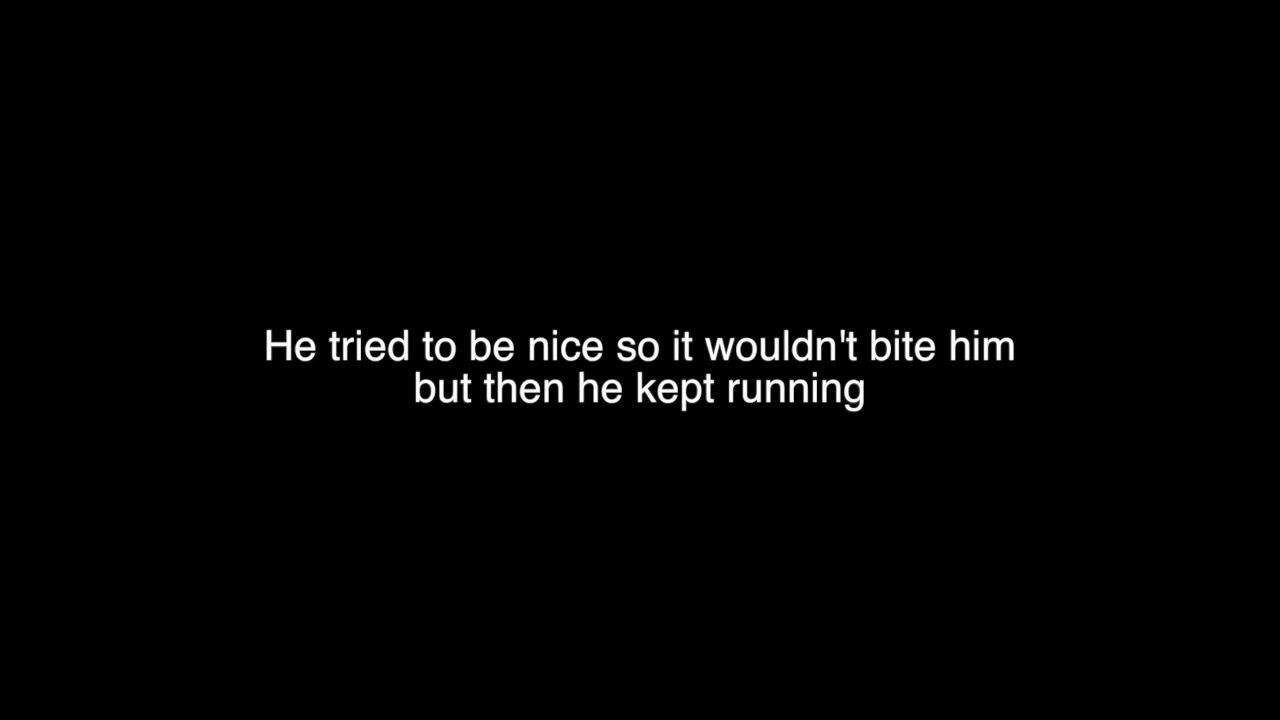 He tried to be nice so it wouldn't bite him
but then he kept running